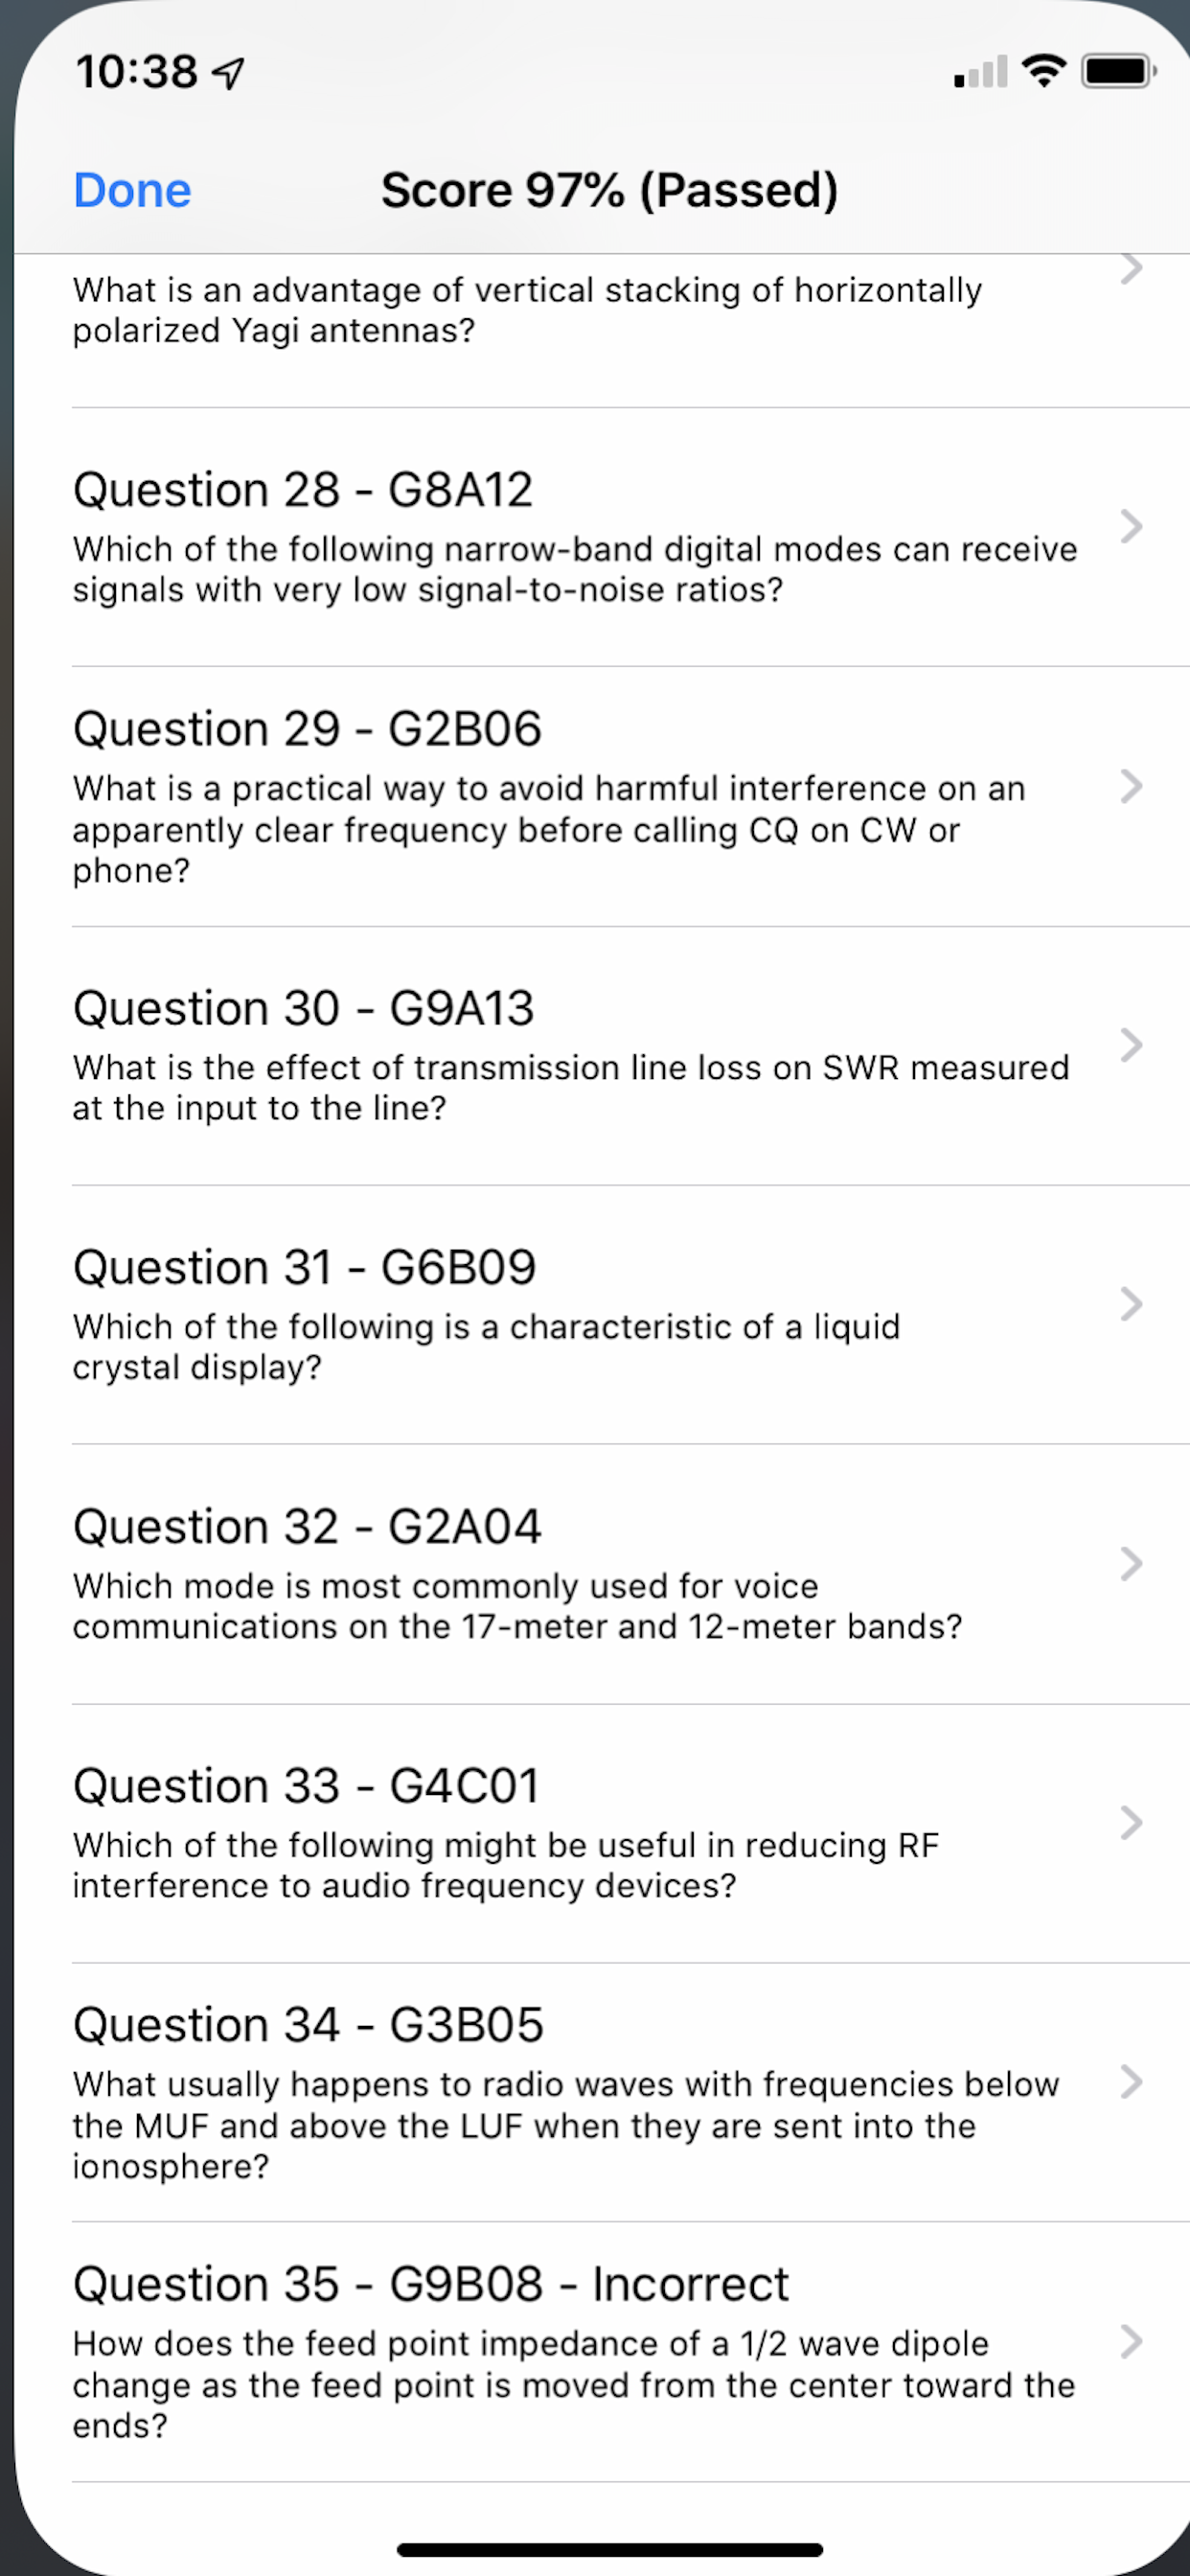 10:38
Done Score 97% (Passed)
What is an advantage of vertical stacking of horizontally
polarized Yagi antennas?
Question 28 - G8A12
Which of the following narrow-band digital modes can receive
signals with very low signal-to-noise ratios?
Question 29 - G2B06
What is a practical way to avoid harmful interference on an
apparently clear frequency before calling CQ on CW or
phone?
Question 30 - G9A13
What is the effect of transmission line loss on SWR measured
at the input to the line?
Question 31 - G6B09
Which of the following is a characteristic of a liquid
crystal display?
Question 32 - G2A04
Which mode is most commonly used for voice
communications on the 17-meter and 12-meter bands?
Question 33 - G4C01
Which of the following might be useful in reducing RF
interference to audio frequency devices?
Question 34 - G3B05
What usually happens to radio waves with frequencies below
the MUF and above the LUF when they are sent into the
ionosphere?
Question 35 - G9B08 - Incorrect
How does the feed point impedance of a 1/2 wave dipole
change as the feed point is moved from the center toward the
ends?